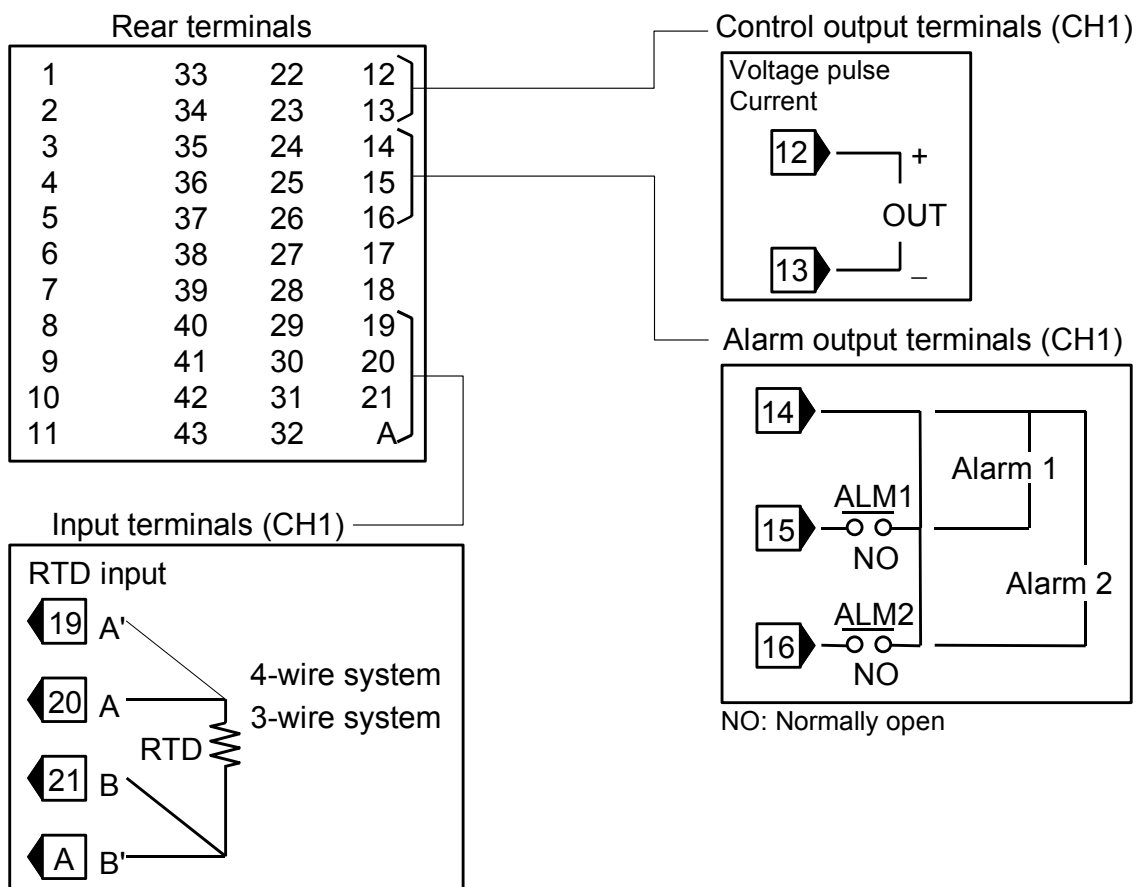 Rear terminals
1 33 22 12
2 34 23 13
3 35 24 14
4 36 25 15
5 37 26 16
6 38 27 17
7 39 28 18
8 40 29 19
9 41 30 20
10 42 31 21
11 43 32 A
Control output terminals (CH1)
Voltage pulse
Current
12 +
OUT
13 –
Alarm output terminals (CH1)
14
Alarm 1
ALM1
15
NO
Alarm 2
ALM2
16
NO
NO: Normally open
Input terminals (CH1)
RTD input
19 A'
4-wire system
20 A
3-wire system
RTD
21 B
A B'